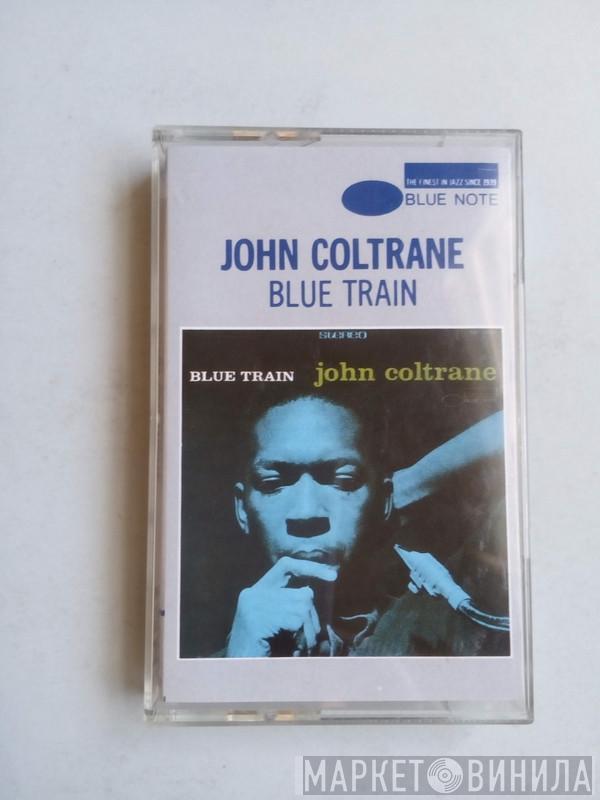 THE FINEST IN JAZZ SINCE 1939
BLUE NOTE
JOHN COLTRANE
BLUE TRAIN
STEREO
BLUE TRAIN john coltrane
МАРКЕТ ВИНИЛА